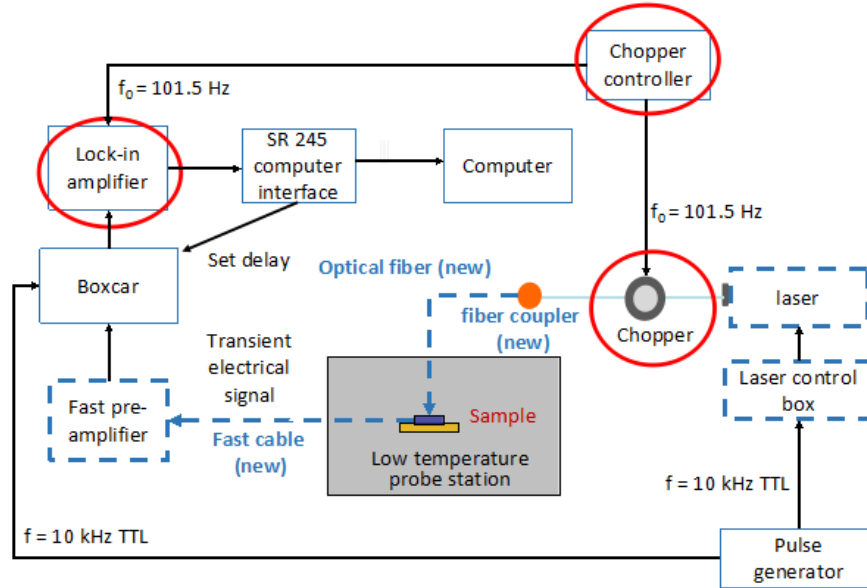 Chopper
controller
f₀ = 101.5 Hz
Lock-in
amplifier
SR 245
computer
interface
Computer
f₀ = 101.5 Hz
Set delay
Boxcar
Optical fiber (new)
fiber coupler
(new)
Chopper
laser
Transient
electrical
signal
Laser control
box
Fast pre-
amplifier
Fast cable
(new)
Sample
Low temperature
probe station
f = 10 kHz TTL
f = 10 kHz TTL
Pulse
generator